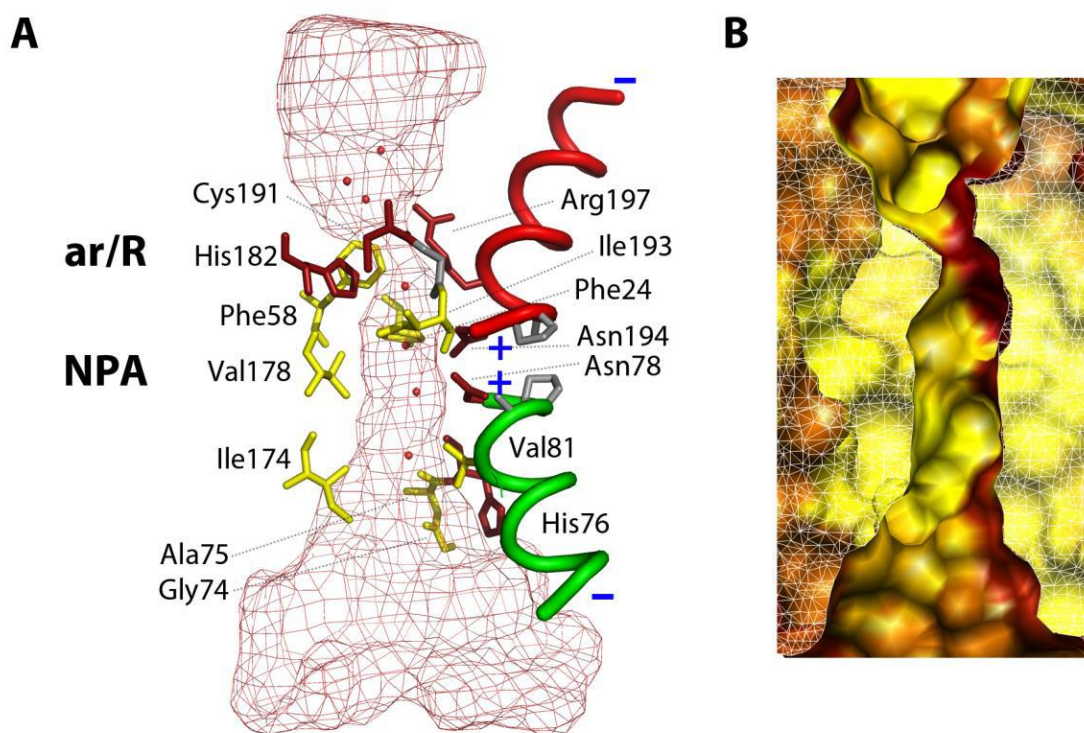 A
B
−
Cys191
Arg197
ar/R
His182
Ile193
Phe24
Phe58
Asn194
+
NPA
Val178
Asn78
+
Ile174
Val81
His76
Ala75
Gly74
−